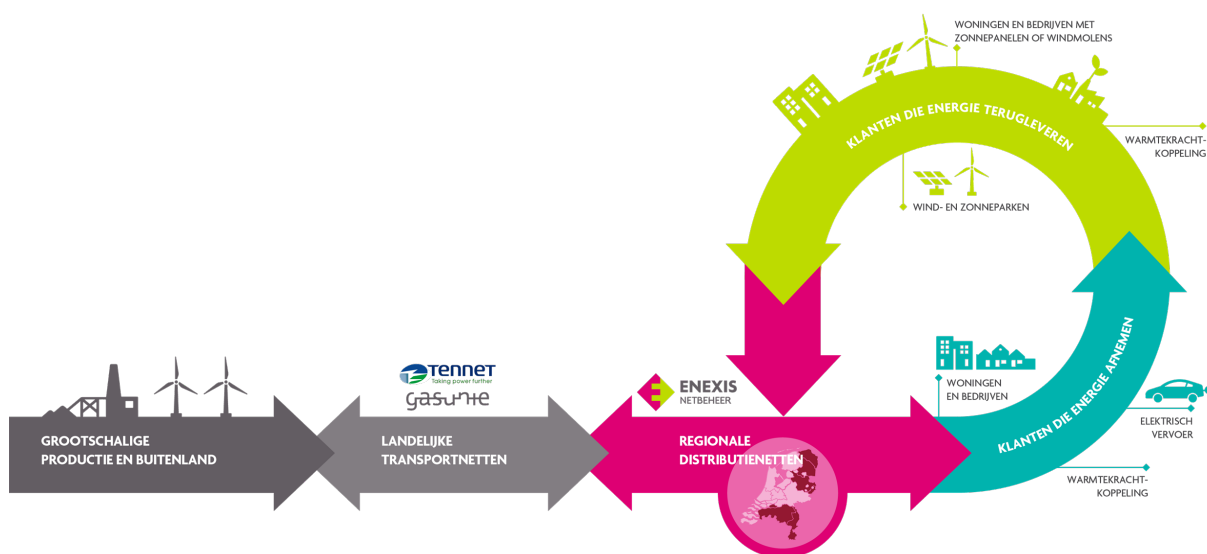 WONINGEN EN BEDRIJVEN MET
ZONNEPANELEN OF WINDMOLENS
KLANTEN DIE ENERGIE TERUGLEVEREN
WARMTEKRACHT-
KOPPELING
WIND- EN ZONNEPARKEN
TENNET
Taking power further
gasunie
ENEXIS
NETBEHEER
WONINGEN
EN BEDRIJVEN
KLANTEN DIE ENERGIE AFNEMEN
ELEKTRISCH
VERVOER
GROOTSCHALIGE
PRODUCTIE EN BUITENLAND
LANDELIJKE
TRANSPORTNETTEN
REGIONALE
DISTRIBUTIENETTEN
WARMTEKRACHT-
KOPPELING